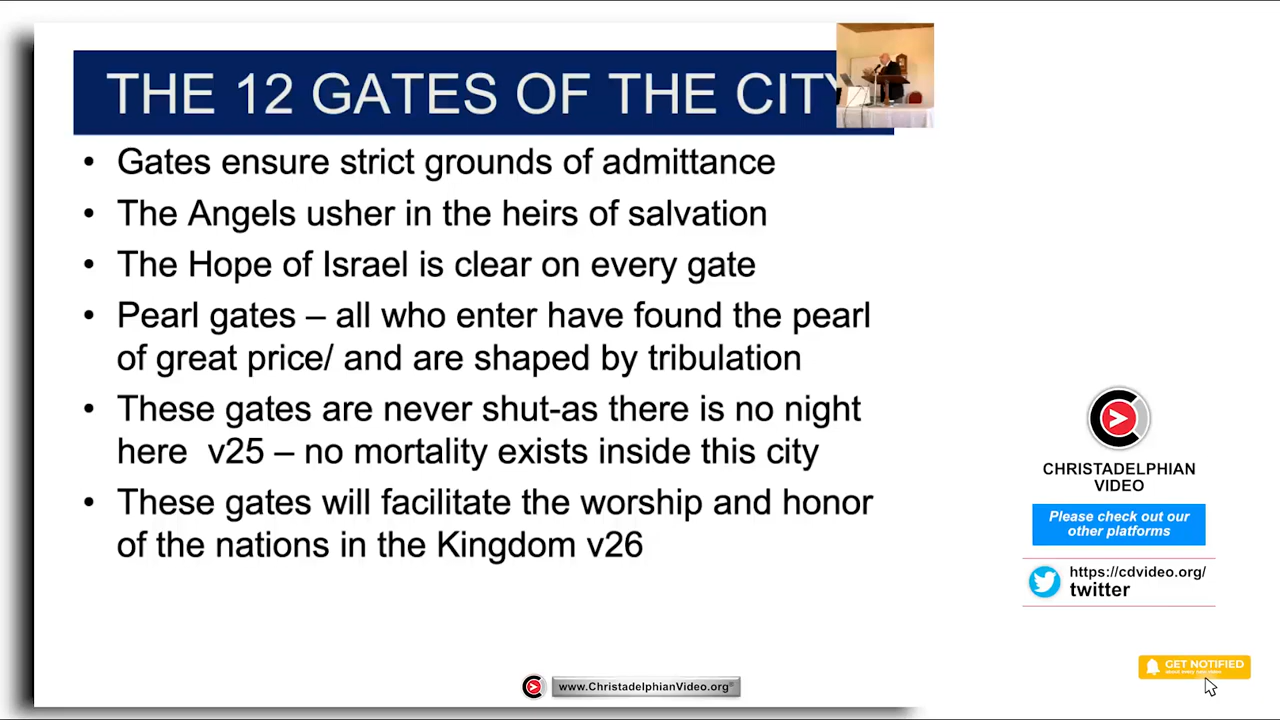 THE 12 GATES OF THE CITY
• Gates ensure strict grounds of admittance
• The Angels usher in the heirs of salvation
• The Hope of Israel is clear on every gate
• Pearl gates – all who enter have found the pearl
of great price/ and are shaped by tribulation
• These gates are never shut-as there is no night
here v25 – no mortality exists inside this city
• These gates will facilitate the worship and honor
of the nations in the Kingdom v26
CHRISTADELPHIAN
VIDEO
Please check out our
other platforms
https://cdvideo.org/
twitter
GET NOTIFIED
about every new video
www.ChristadelphianVideo.org